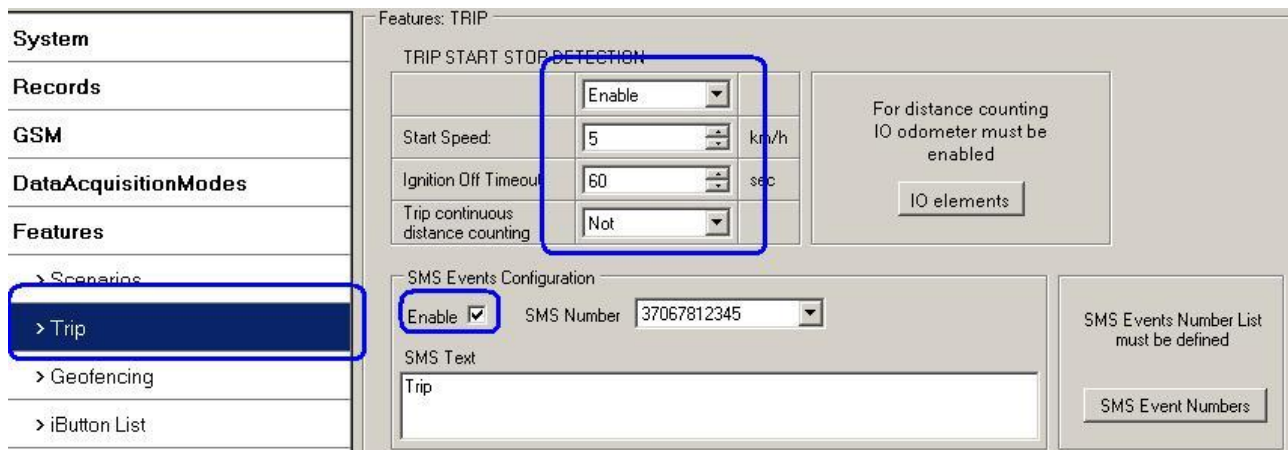 System
Records
GSM
DataAcquisitionModes
Features
> Scenarios
> Trip
> Geofencing
> iButton List
Features: TRIP
TRIP START STOP DETECTION
Enable
Start Speed: 5 km/h
Ignition Off Timeout 60 sec
Trip continuous
distance counting Not
For distance counting
IO odometer must be
enabled
IO elements
SMS Events Configuration
Enable SMS Number 37067812345
SMS Text
Trip
SMS Events Number List
must be defined
SMS Event Numbers